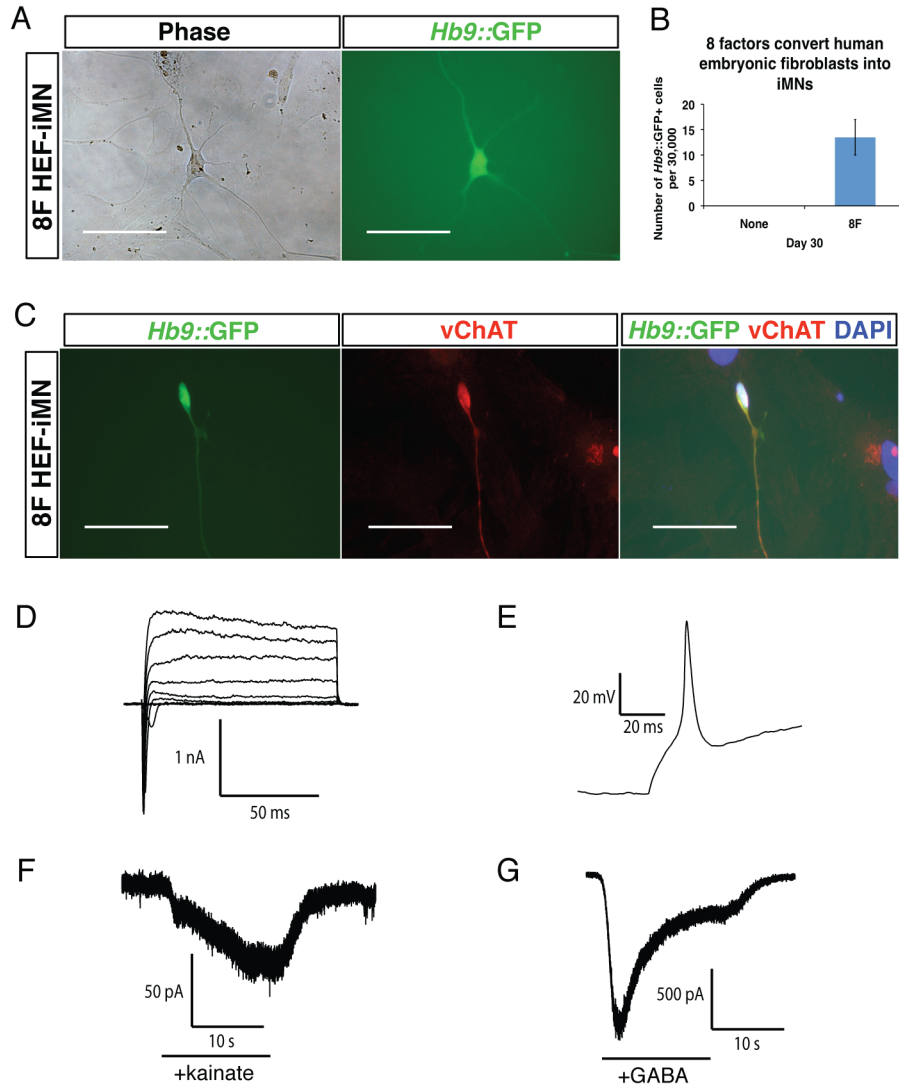 A
Phase
Hb9::GFP
8F HEF-iMN
B
8 factors convert human
embryonic fibroblasts into
iMNs
Number of Hb9::GFP+ cells
per 30,000
20
15
10
5
0
None
8F
Day 30
C
Hb9::GFP
vChAT
Hb9::GFP vChAT DAPI
8F HEF-iMN
D
1 nA
50 ms
E
20 mV
20 ms
F
50 pA
10 s
+kainate
G
500 pA
10 s
+GABA